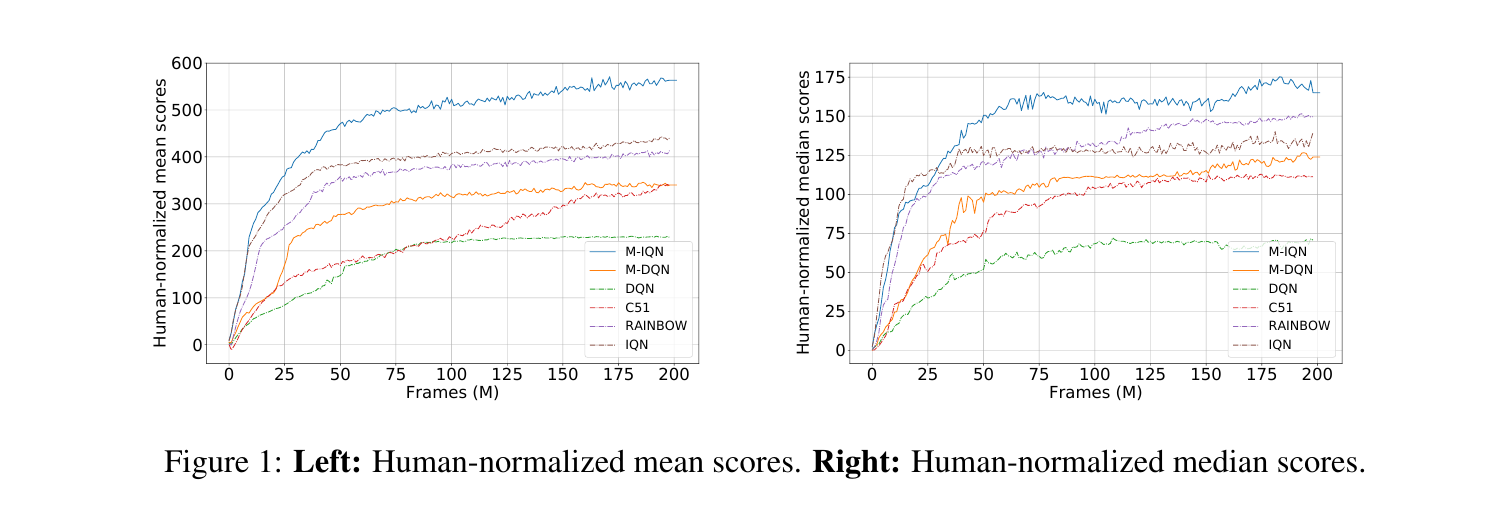 Human-normalized mean scores
600
500
400
300
200
100
0
0 25 50 75 100 125 150 175 200
Frames (M)
M-IQN
M-DQN
DQN
C51
RAINBOW
IQN
Human-normalized median scores
175
150
125
100
75
50
25
0
0 25 50 75 100 125 150 175 200
Frames (M)
M-IQN
M-DQN
DQN
C51
RAINBOW
IQN
Figure 1: Left: Human-normalized mean scores. Right: Human-normalized median scores.